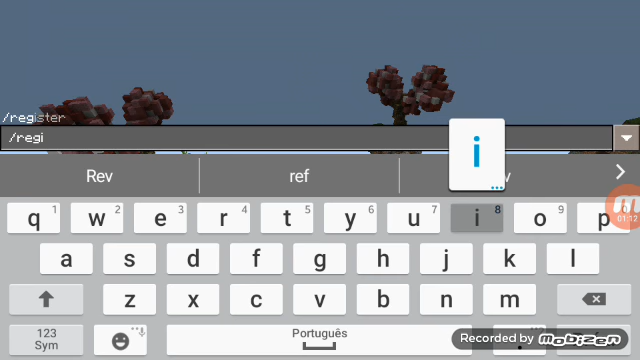 /register
/regi
i
Rev ref
01:12
q 1 w 2 e 3 r 4 t 5 y 6 u 7 i 8 o 9 p
a s d f g h j k l
z x c v b n m
123
Sym
Português
Recorded by mobizen